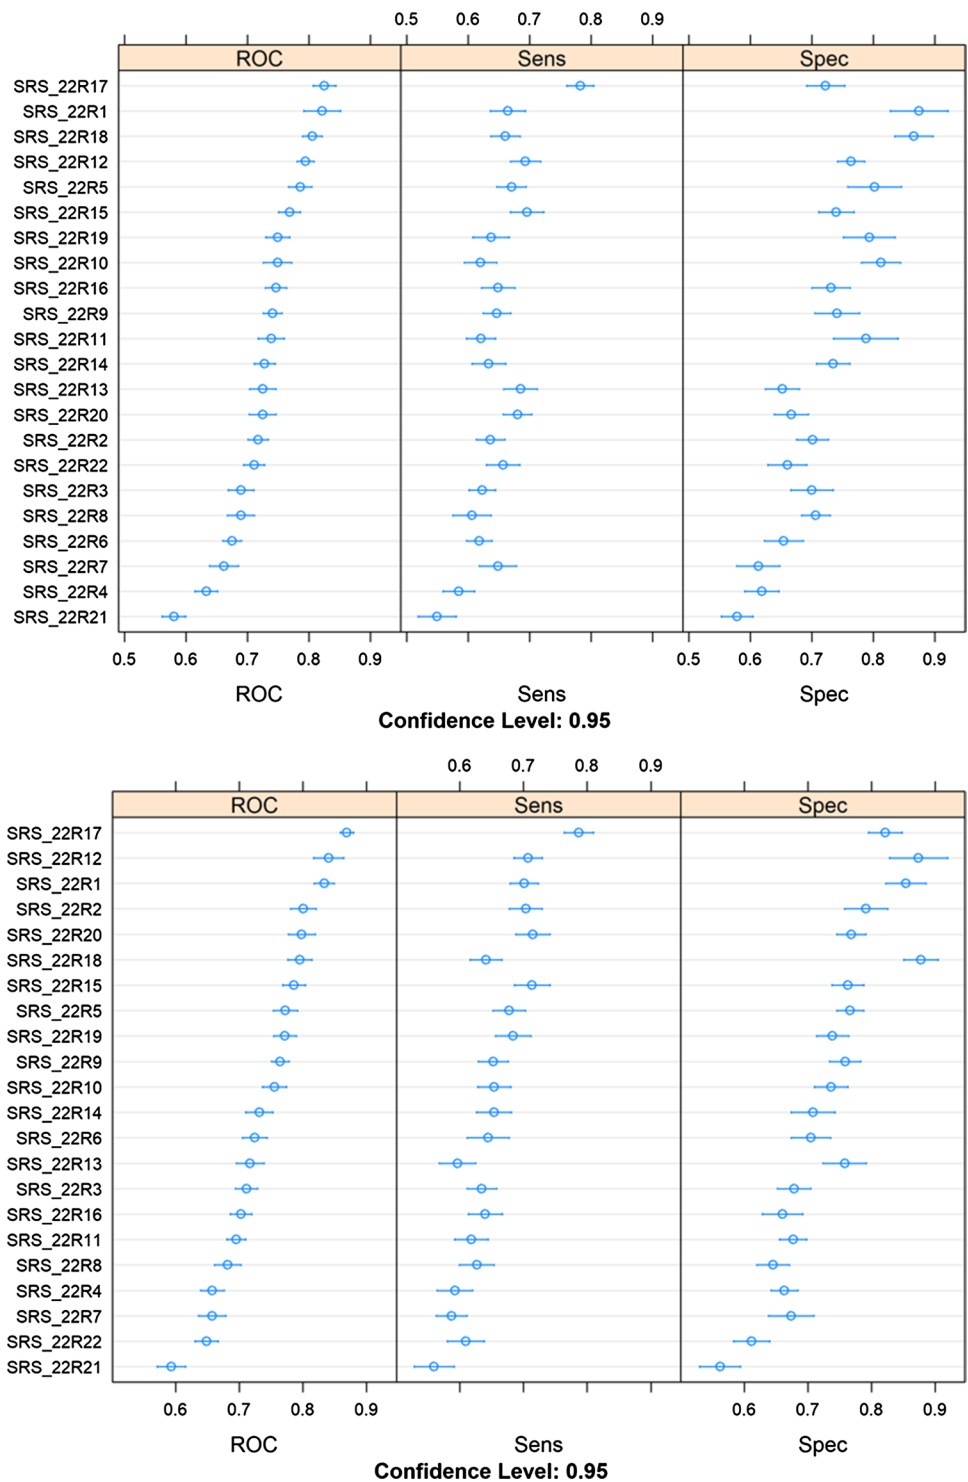 0.5 0.6 0.7 0.8 0.9
ROC Sens Spec
SRS_22R17
SRS_22R1
SRS_22R18
SRS_22R12
SRS_22R5
SRS_22R15
SRS_22R19
SRS_22R10
SRS_22R16
SRS_22R9
SRS_22R11
SRS_22R14
SRS_22R13
SRS_22R20
SRS_22R2
SRS_22R22
SRS_22R3
SRS_22R8
SRS_22R6
SRS_22R7
SRS_22R4
SRS_22R21
0.5 0.6 0.7 0.8 0.9 0.5 0.6 0.7 0.8 0.9
ROC Sens Spec
Confidence Level: 0.95
0.6 0.7 0.8 0.9
ROC Sens Spec
SRS_22R17
SRS_22R12
SRS_22R1
SRS_22R2
SRS_22R20
SRS_22R18
SRS_22R15
SRS_22R5
SRS_22R19
SRS_22R9
SRS_22R10
SRS_22R14
SRS_22R6
SRS_22R13
SRS_22R3
SRS_22R16
SRS_22R11
SRS_22R8
SRS_22R4
SRS_22R7
SRS_22R22
SRS_22R21
0.6 0.7 0.8 0.9 0.6 0.7 0.8 0.9
ROC Sens Spec
Confidence Level: 0.95